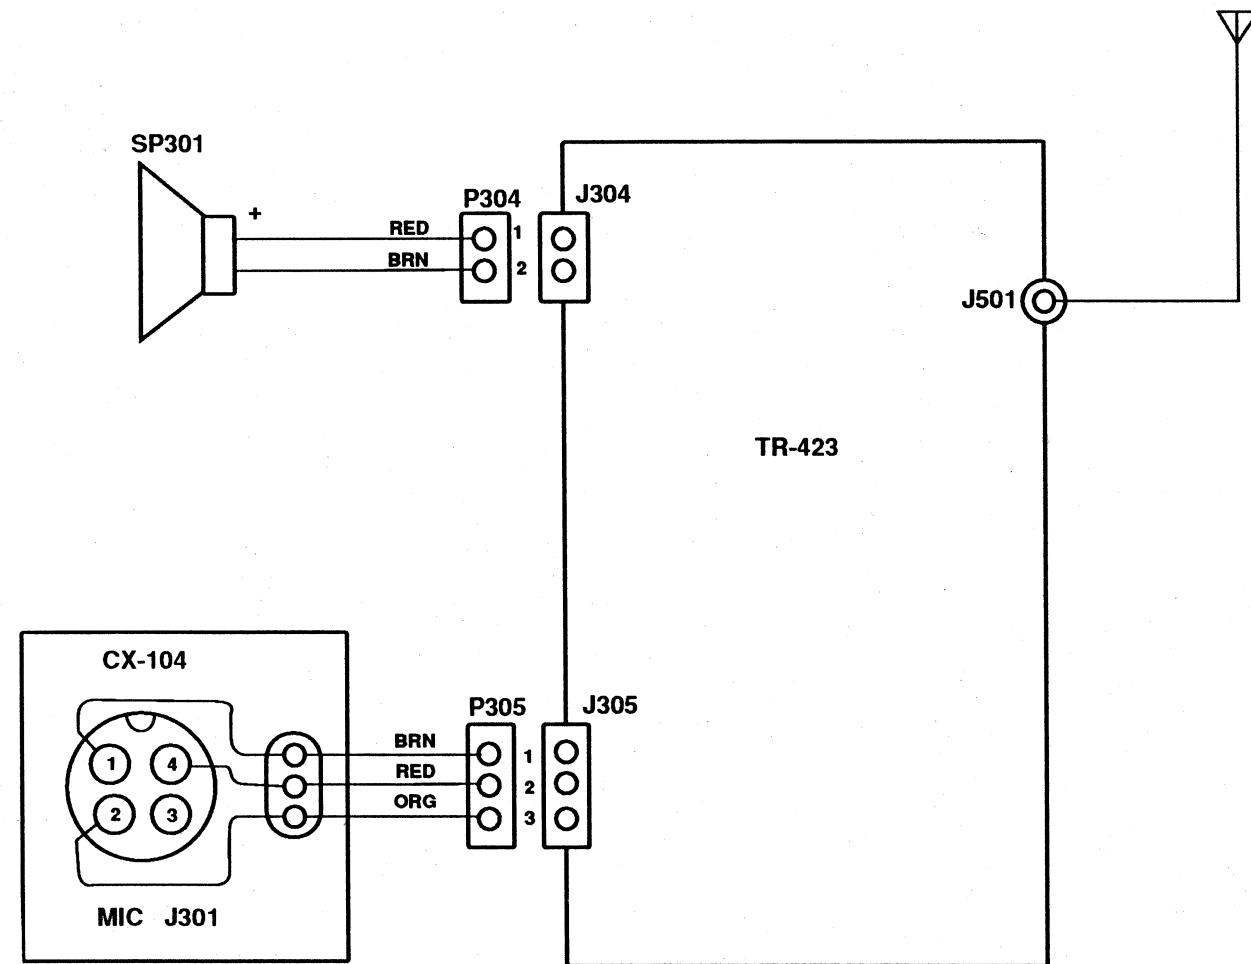 SP301
+
RED
BRN
P304
1
2
J304
J501
TR-423
CX-104
1
4
2
3
MIC J301
BRN
RED
ORG
P305
1
2
3
J305